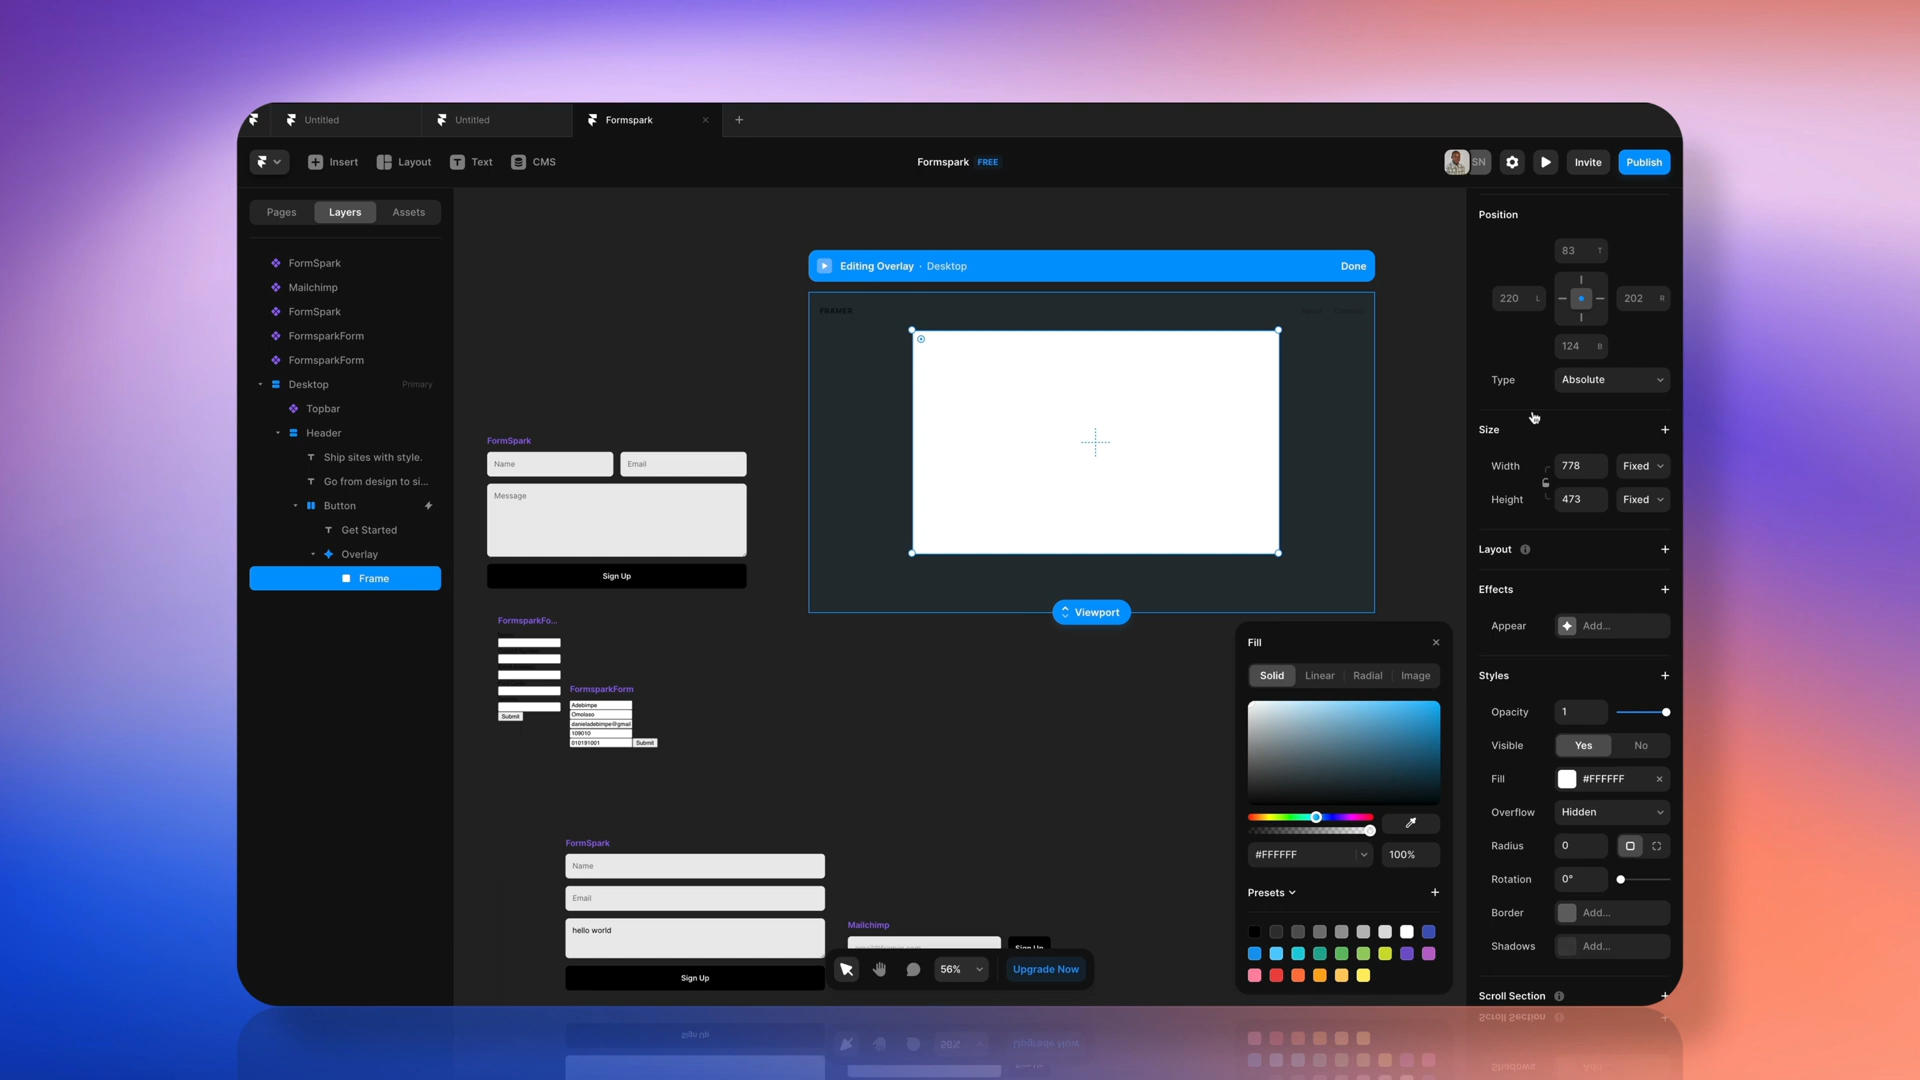 Untitled
Untitled
Formspark
Insert
Layout
Text
CMS
Formspark FREE
SN
Invite
Publish
Pages
Layers
Assets
FormSpark
Mailchimp
FormSpark
FormsparkForm
FormsparkForm
Desktop Primary
Topbar
Header
Ship sites with style.
Go from design to si...
Button
Get Started
Overlay
Frame
Editing Overlay · Desktop
Done
FRAMER
Viewport
FormSpark
Name
Email
Message
Sign Up
FormsparkFo...
Submit
FormsparkForm
Adebimpe
Omolaso
danieladebimpe@gmail
109010
010191001
Submit
FormSpark
Name
Email
hello world
Sign Up
Mailchimp
Sign Up
56%
Upgrade Now
Fill
Solid
Linear
Radial
Image
#FFFFFF
100%
Presets
Position
83 T
220 L
202 R
124 B
Type Absolute
Size
Width 778 Fixed
Height 473 Fixed
Layout
Effects
Appear Add...
Styles
Opacity 1
Visible Yes No
Fill #FFFFFF
Overflow Hidden
Radius 0
Rotation 0°
Border Add...
Shadows Add...
Scroll Section